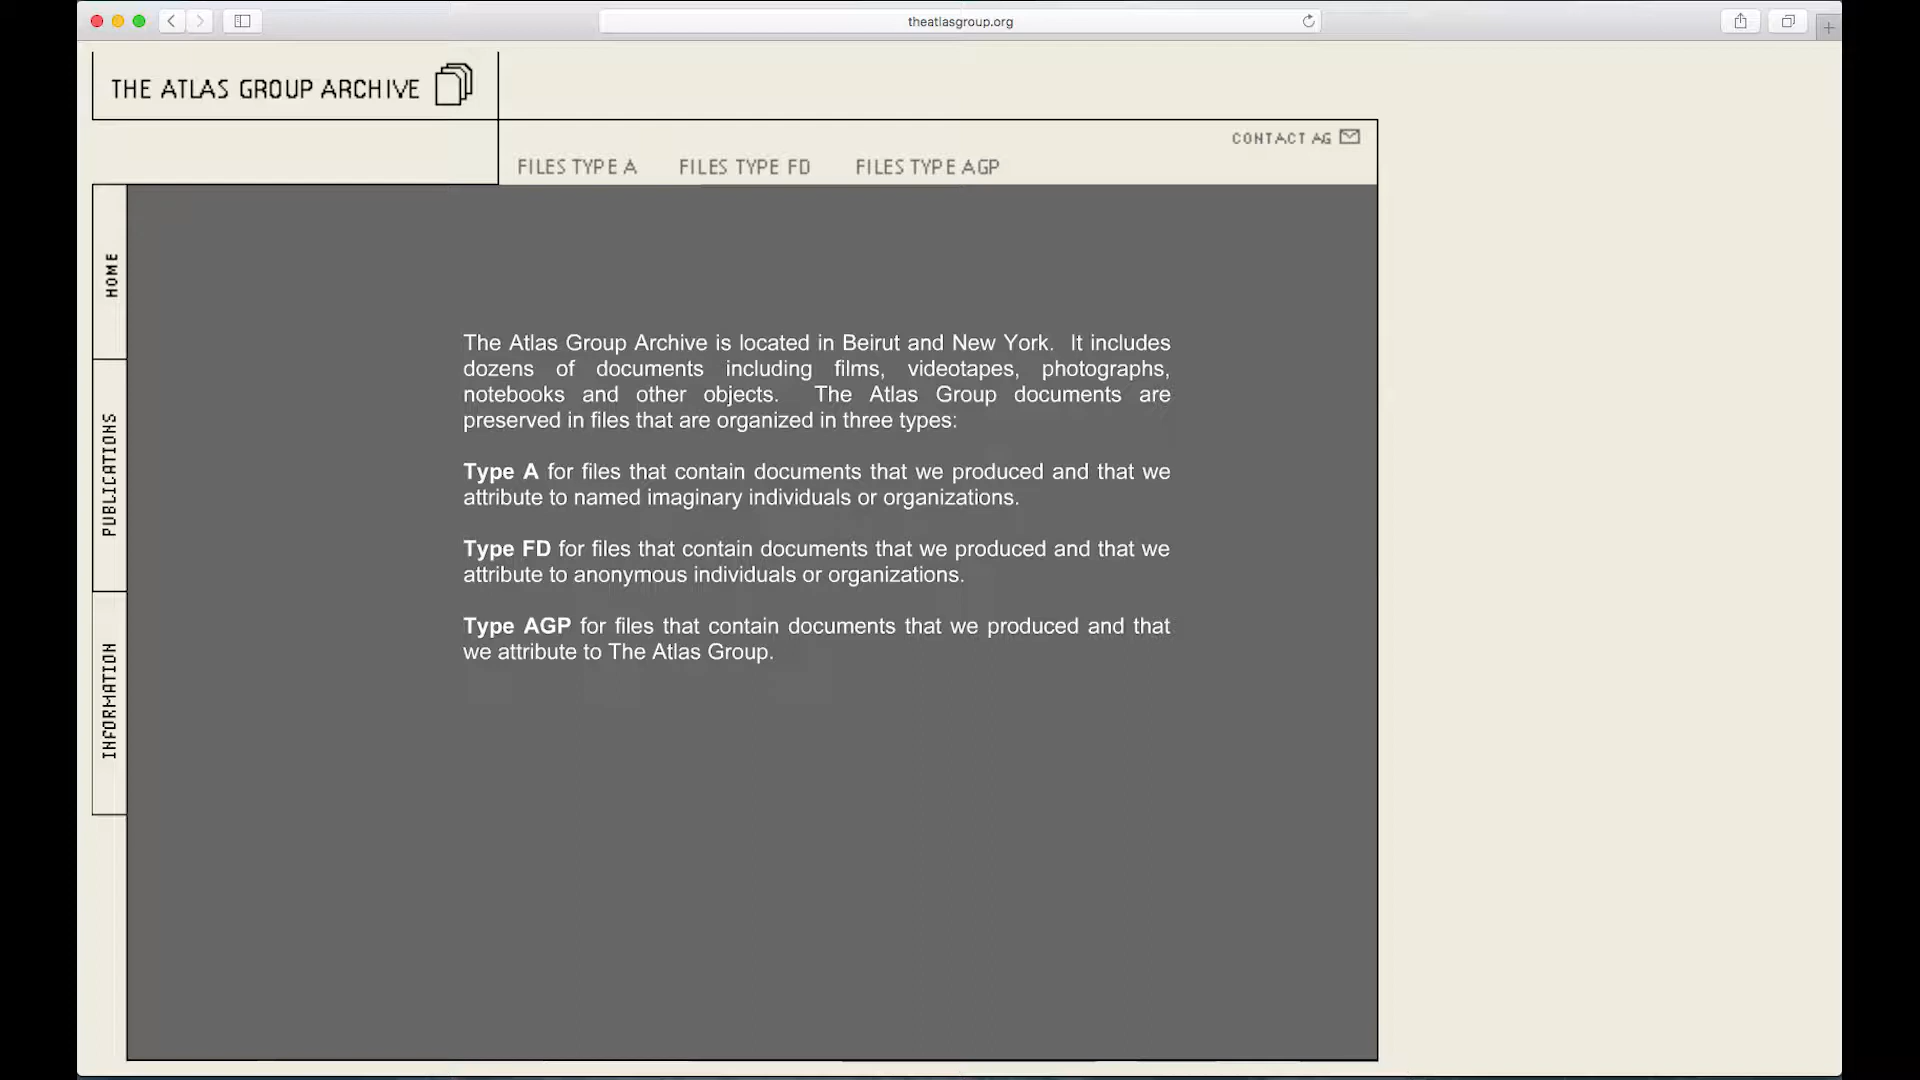 theatlasgroup.org
THE ATLAS GROUP ARCHIVE
CONTACT AG
FILES TYPE A
FILES TYPE FD
FILES TYPE AGP
HOME
PUBLICATIONS
INFORMATION
The Atlas Group Archive is located in Beirut and New York. It includes
dozens of documents including films, videotapes, photographs,
notebooks and other objects. The Atlas Group documents are
preserved in files that are organized in three types:
Type A for files that contain documents that we produced and that we
attribute to named imaginary individuals or organizations.
Type FD for files that contain documents that we produced and that we
attribute to anonymous individuals or organizations.
Type AGP for files that contain documents that we produced and that
we attribute to The Atlas Group.